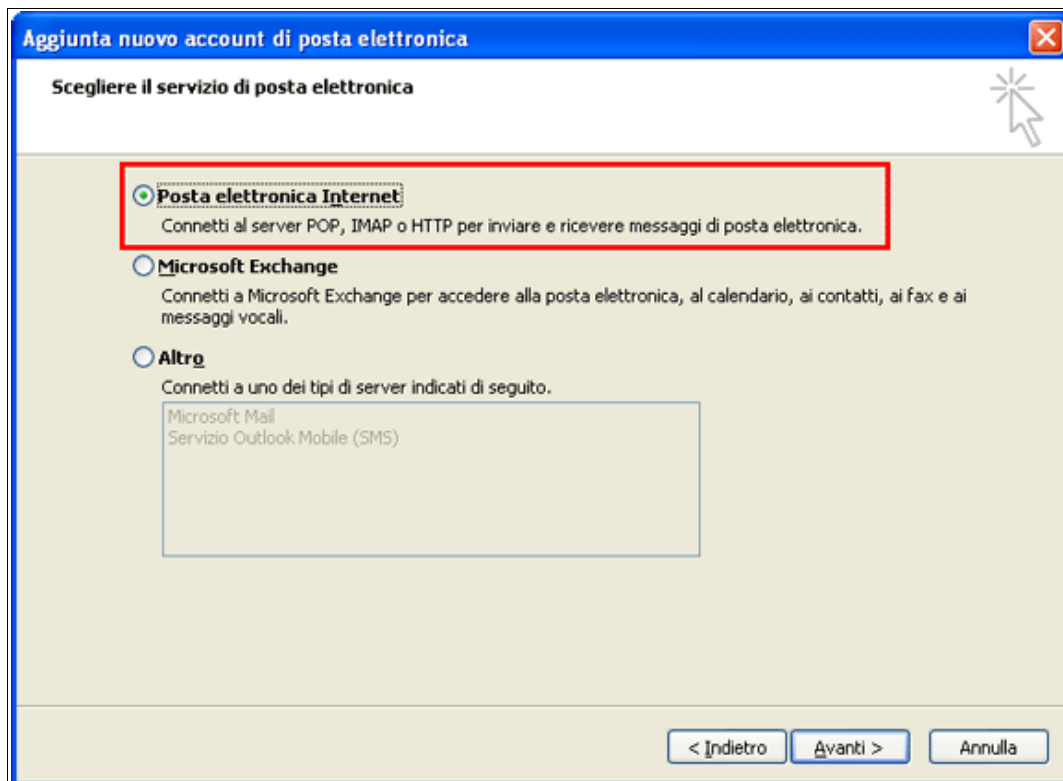 Aggiunta nuovo account di posta elettronica
Scegliere il servizio di posta elettronica
Posta elettronica Internet
Connetti al server POP, IMAP o HTTP per inviare e ricevere messaggi di posta elettronica.
Microsoft Exchange
Connetti a Microsoft Exchange per accedere alla posta elettronica, al calendario, ai contatti, ai fax e ai
messaggi vocali.
Altro
Connetti a uno dei tipi di server indicati di seguito.
Microsoft Mail
Servizio Outlook Mobile (SMS)
< Indietro Avanti > Annulla